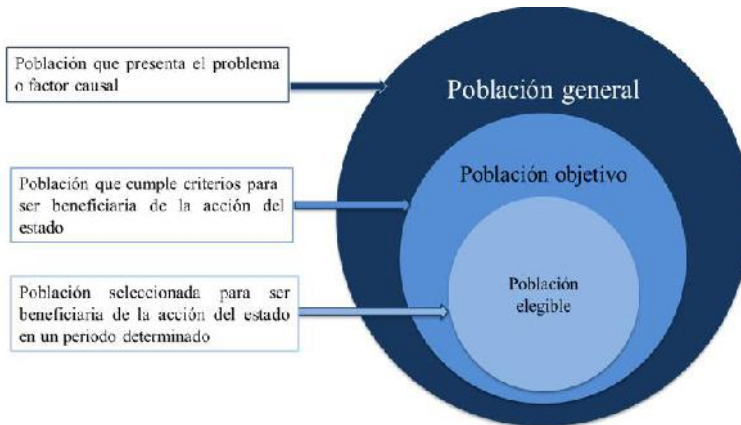 Población que presenta el problema
o factor causal
Población general
Población que cumple criterios para
ser beneficiaria de la acción del
estado
Población objetivo
Población seleccionada para ser
beneficiaria de la acción del estado
en un periodo determinado
Población
elegible